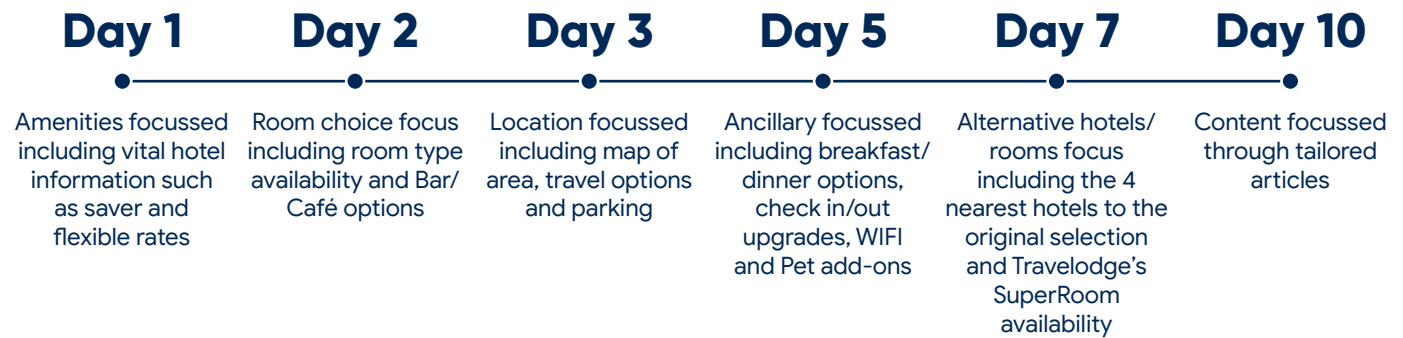 Day 1
Amenities focussed
including vital hotel
information such
as saver and
flexible rates
Day 2
Room choice focus
including room type
availability and Bar/
Café options
Day 3
Location focussed
including map of
area, travel options
and parking
Day 5
Ancillary focussed
including breakfast/
dinner options,
check in/out
upgrades, WIFI
and Pet add-ons
Day 7
Alternative hotels/
rooms focus
including the 4
nearest hotels to the
original selection
and Travelodge’s
SuperRoom
availability
Day 10
Content focussed
through tailored
articles